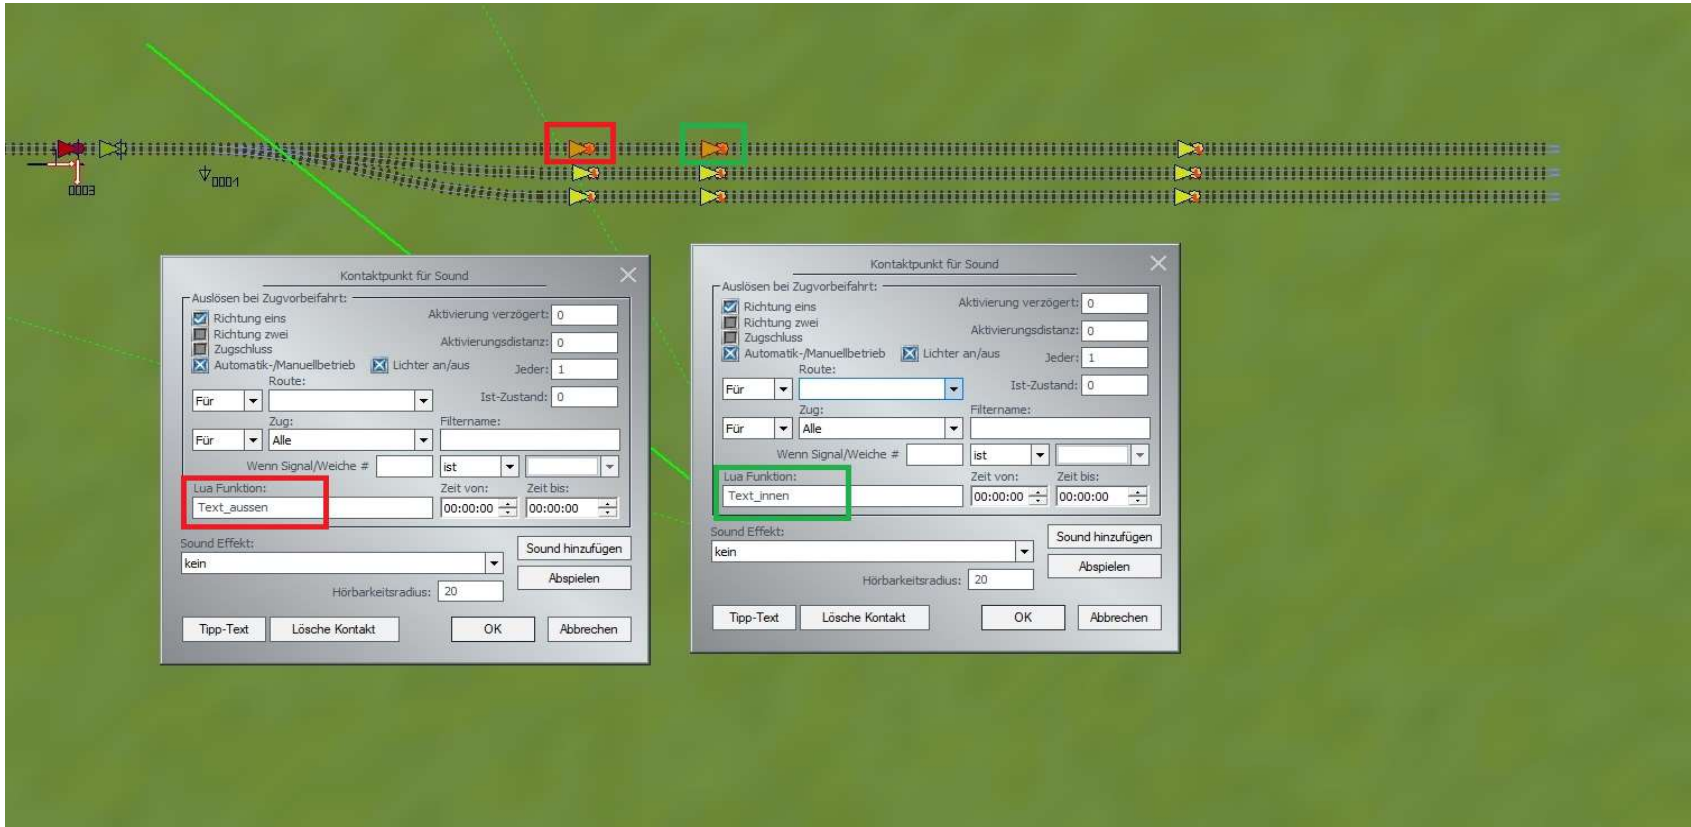 0003
0001
Kontaktpunkt für Sound
Auslösen bei Zugvorbeifahrt:
Richtung eins
Aktivierung verzögert: 0
Richtung zwei
Zugschluss
Aktivierungsdistanz: 0
Automatik-/Manuellbetrieb
Lichter an/aus
Jeder: 1
Route:
Für
Ist-Zustand: 0
Zug:
Filtername:
Für
Alle
Wenn Signal/Weiche #
ist
Lua Funktion:
Zeit von:
Zeit bis:
Text_aussen
00:00:00
00:00:00
Sound Effekt:
kein
Sound hinzufügen
Abspielen
Hörbarkeitsradius: 20
Tipp-Text
Lösche Kontakt
OK
Abbrechen
Kontaktpunkt für Sound
Auslösen bei Zugvorbeifahrt:
Richtung eins
Aktivierung verzögert: 0
Richtung zwei
Zugschluss
Aktivierungsdistanz: 0
Automatik-/Manuellbetrieb
Lichter an/aus
Jeder: 1
Route:
Für
Ist-Zustand: 0
Zug:
Filtername:
Für
Alle
Wenn Signal/Weiche #
ist
Lua Funktion:
Zeit von:
Zeit bis:
Text_innen
00:00:00
00:00:00
Sound Effekt:
kein
Sound hinzufügen
Abspielen
Hörbarkeitsradius: 20
Tipp-Text
Lösche Kontakt
OK
Abbrechen